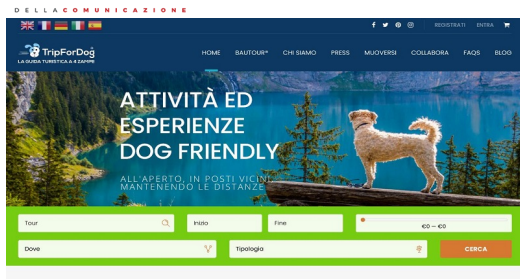 DELLACOMUNICAZIONE
REGISTRATI ENTRA
TripForDog
LA GUIDA TURISTICA A 4 ZAMPE
HOME BAUTOUR® CHI SIAMO PRESS MUOVERSI COLLABORA FAQS BLOG
ATTIVITÀ ED
ESPERIENZE
DOG FRIENDLY
ALL'APERTO, IN POSTI VICINI
MANTENENDO LE DISTANZE
Tour Inizio Fine €0 — €0
Dove Tipologia CERCA